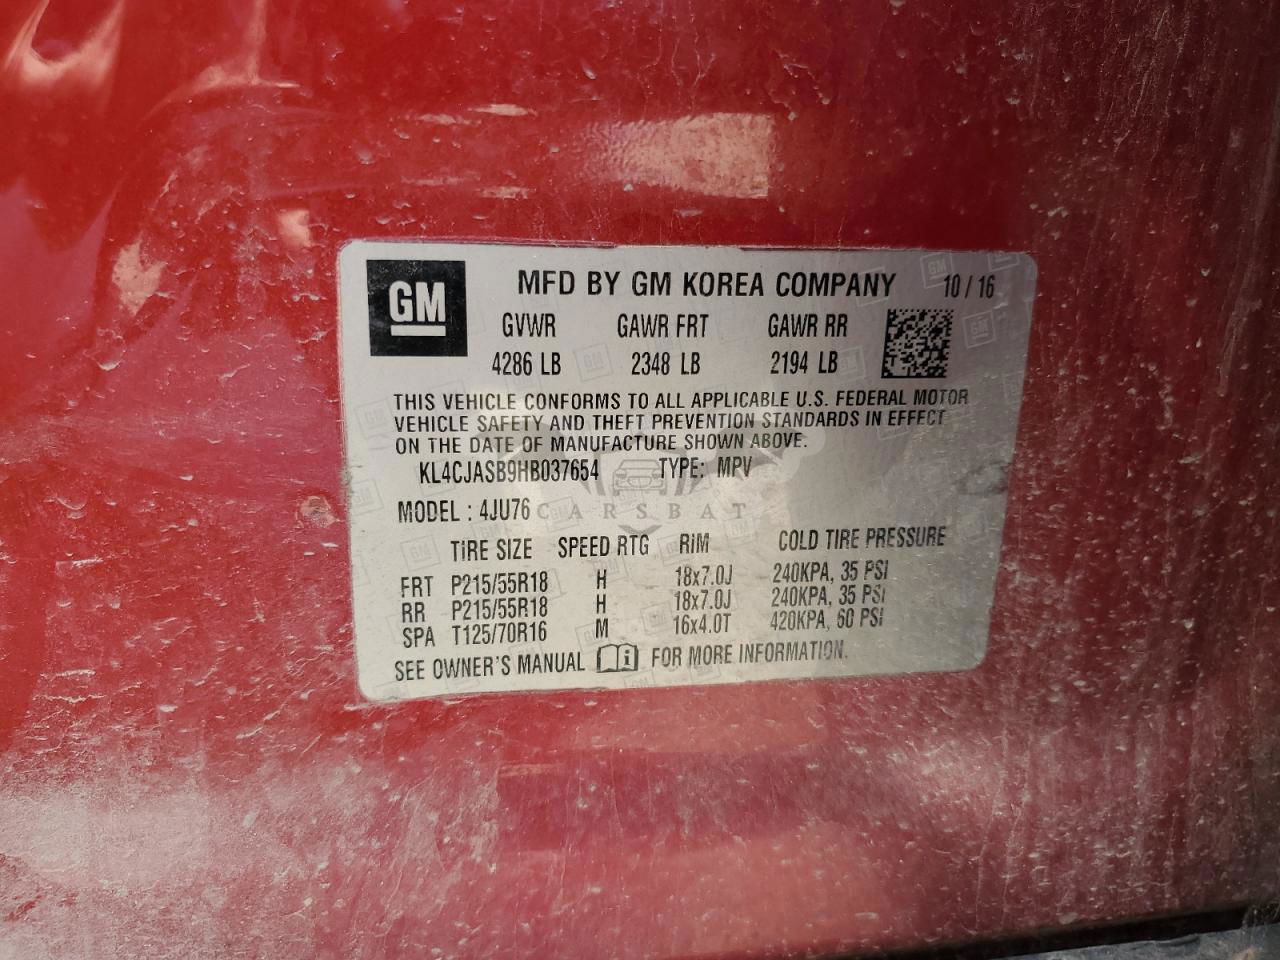 GM MFD BY GM KOREA COMPANY 10 / 16
GVWR GAWR FRT GAWR RR
4286 LB 2348 LB 2194 LB
THIS VEHICLE CONFORMS TO ALL APPLICABLE U.S. FEDERAL MOTOR
VEHICLE SAFETY AND THEFT PREVENTION STANDARDS IN EFFECT
ON THE DATE OF MANUFACTURE SHOWN ABOVE.
KL4CJASB9HB037654 TYPE: MPV
MODEL : 4JU76
CARSBAT
TIRE SIZE SPEED RTG RIM COLD TIRE PRESSURE
FRT P215/55R18 H 18x7.0J 240KPA, 35 PSI
RR P215/55R18 H 18x7.0J 240KPA, 35 PSI
SPA T125/70R16 M 16x4.0T 420KPA, 60 PSI
SEE OWNER'S MANUAL FOR MORE INFORMATION.